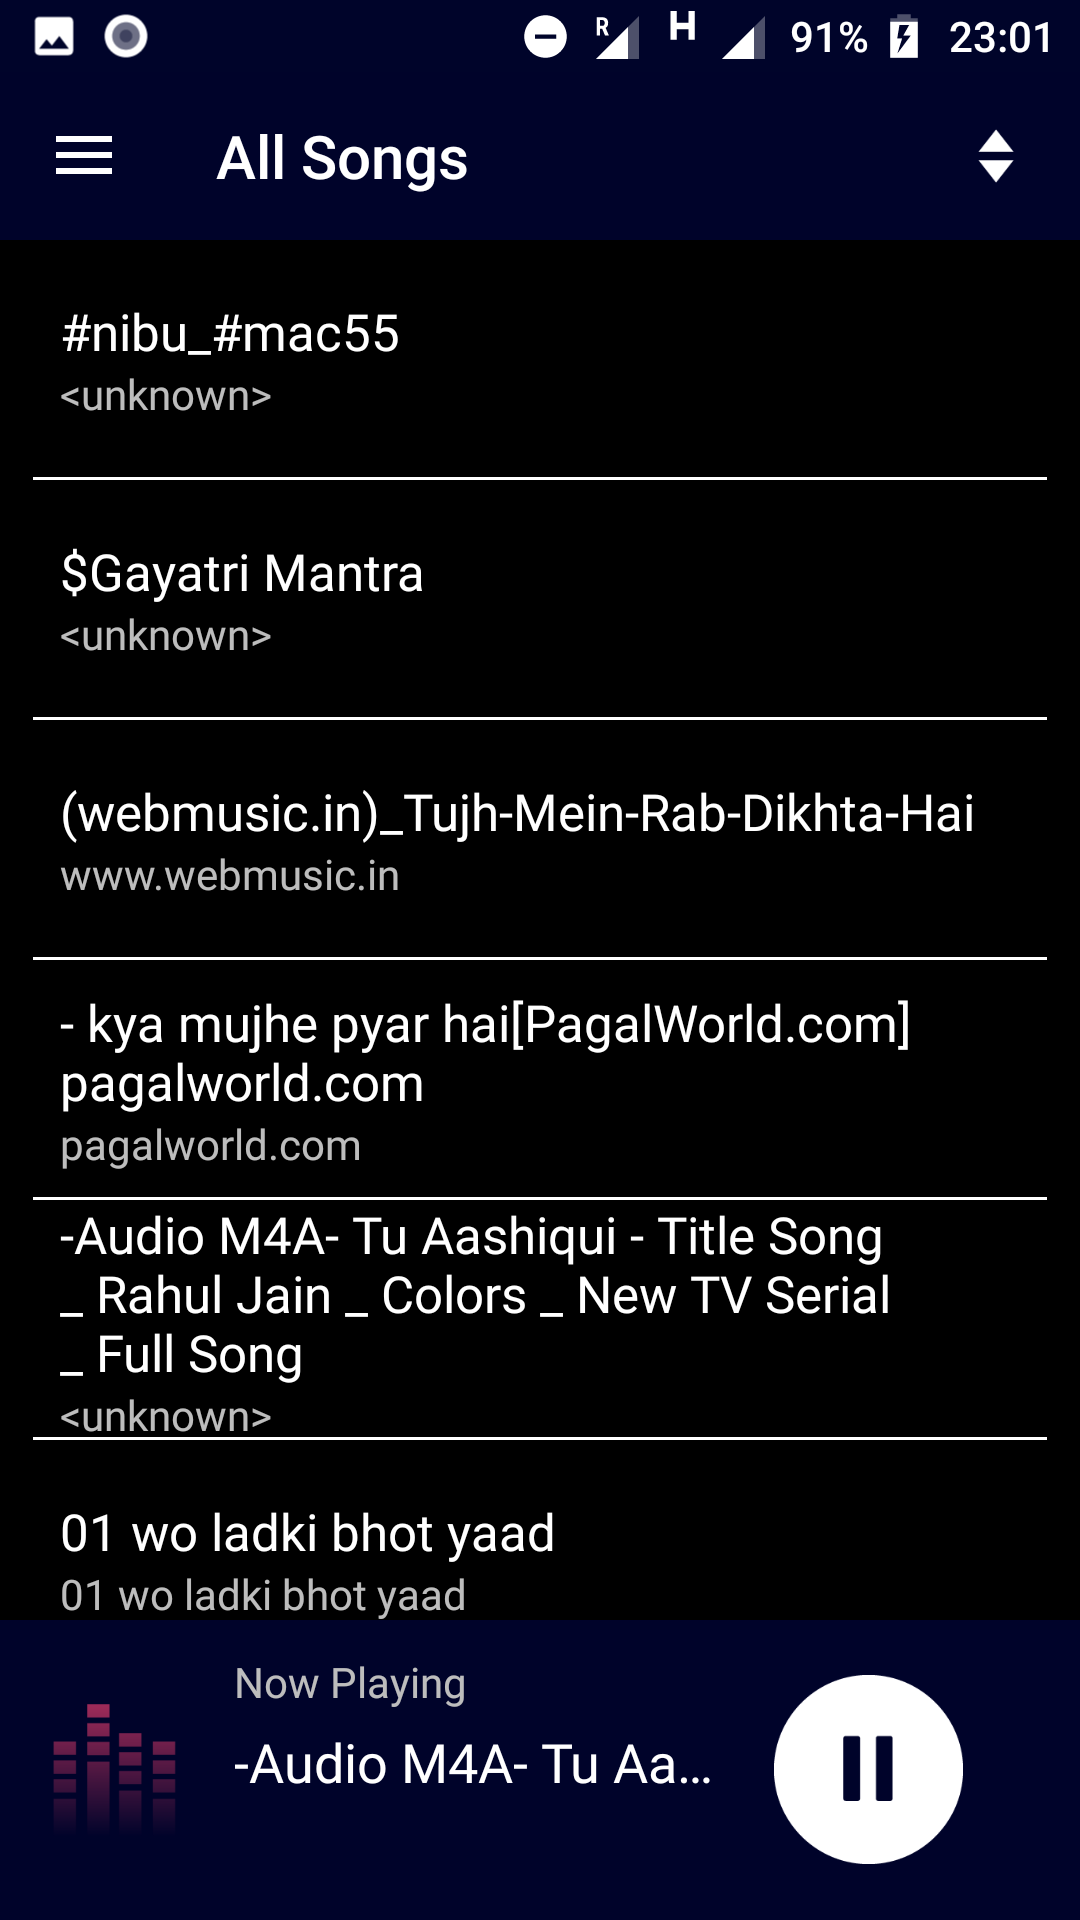 R H 91% 23:01
All Songs
#nibu_#mac55
<unknown>
$Gayatri Mantra
<unknown>
(webmusic.in)_Tujh-Mein-Rab-Dikhta-Hai
www.webmusic.in
- kya mujhe pyar hai[PagalWorld.com]
pagalworld.com
pagalworld.com
-Audio M4A- Tu Aashiqui - Title Song
_ Rahul Jain _ Colors _ New TV Serial
_ Full Song
<unknown>
01 wo ladki bhot yaad
01 wo ladki bhot yaad
Now Playing
-Audio M4A- Tu Aa...